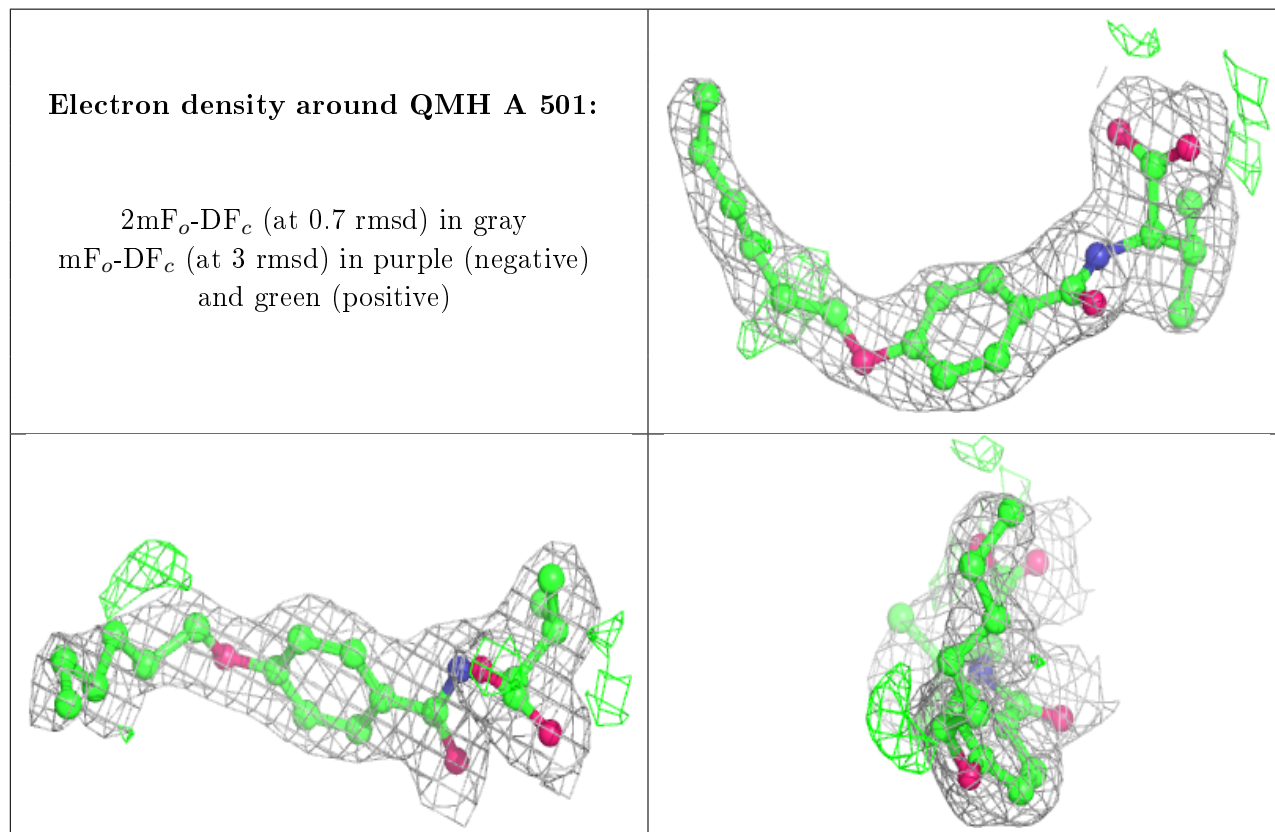 Electron density around QMH A 501:
2mFₒ-DF𝒸 (at 0.7 rmsd) in gray
mFₒ-DF𝒸 (at 3 rmsd) in purple (negative)
and green (positive)